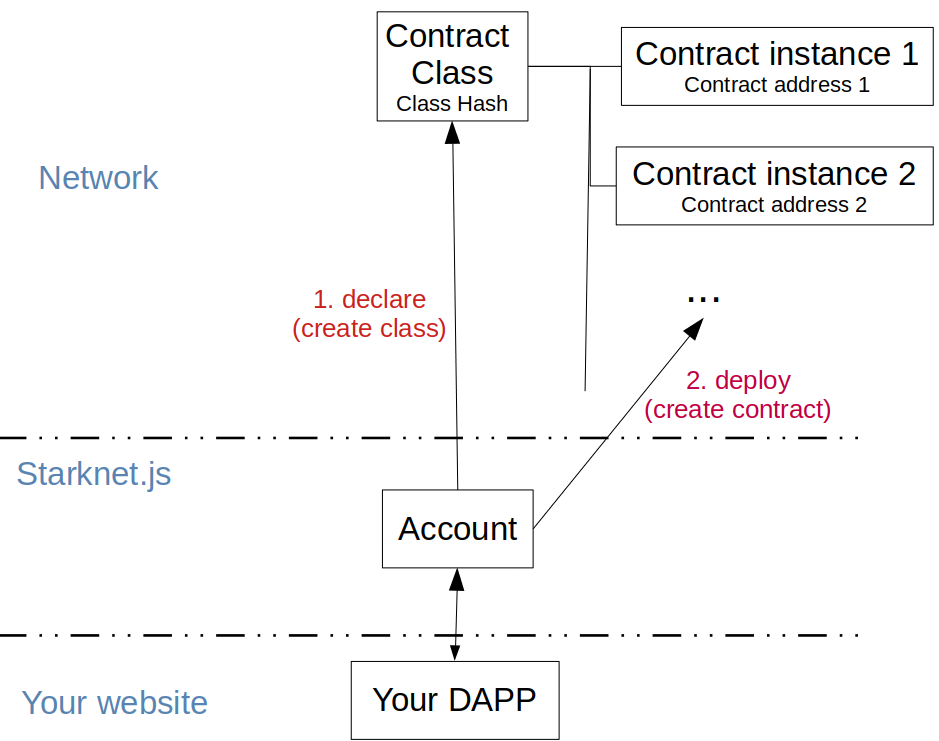 Contract
Class
Class Hash
Contract instance 1
Contract address 1
Contract instance 2
Contract address 2
Network
...
1. declare
(create class)
2. deploy
(create contract)
Starknet.js
Account
Your DAPP
Your website